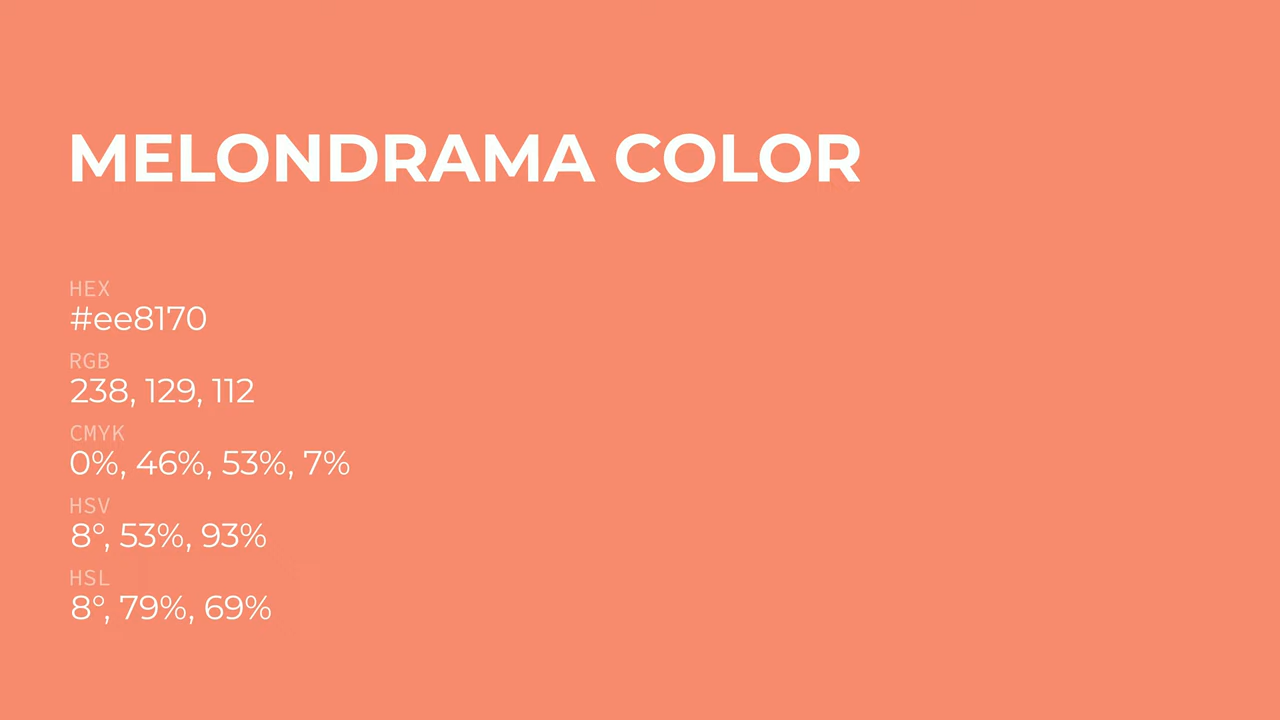 MELONDRAMA COLOR
HEX
#ee8170
RGB
238, 129, 112
CMYK
0%, 46%, 53%, 7%
HSV
8°, 53%, 93%
HSL
8°, 79%, 69%